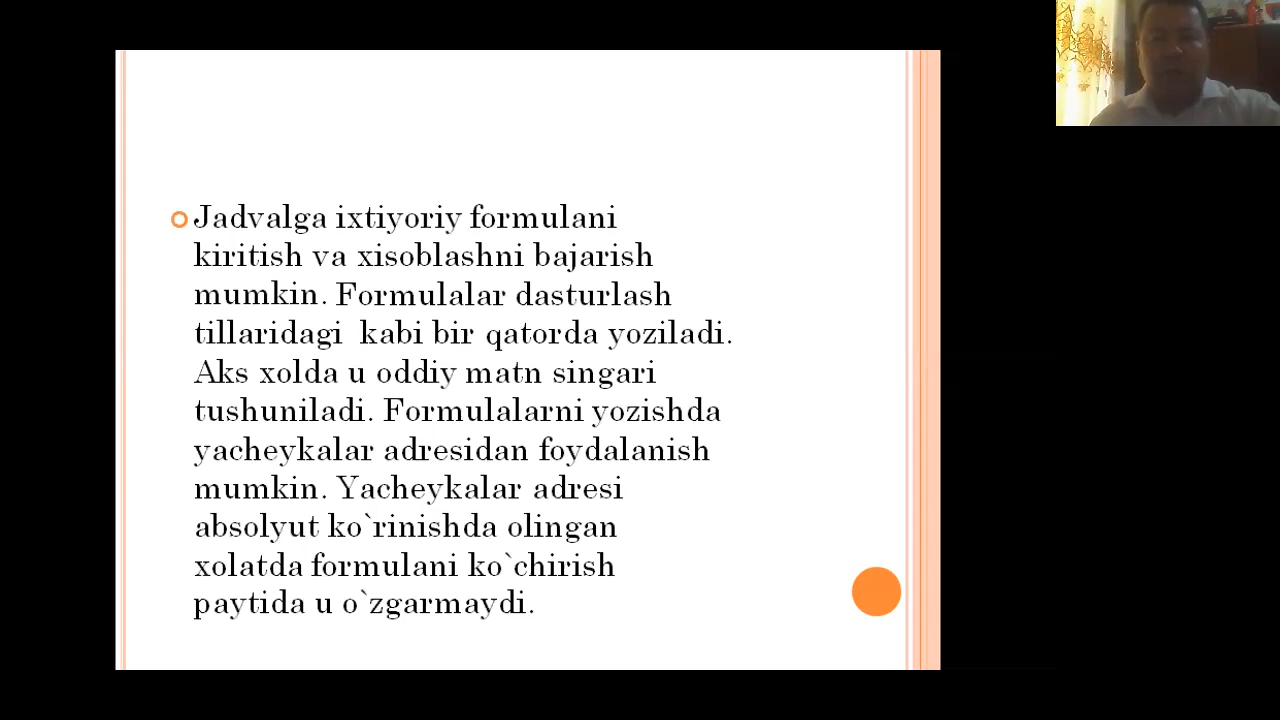 Jadvalga ixtiyoriy formulani
kiritish va xisoblashni bajarish
mumkin. Formulalar dasturlash
tillaridagi kabi bir qatorda yoziladi.
Aks xolda u oddiy matn singari
tushuniladi. Formulalarni yozishda
yacheykalar adresidan foydalanish
mumkin. Yacheykalar adresi
absolyut ko`rinishda olingan
xolatda formulani ko`chirish
paytida u o`zgarmaydi.